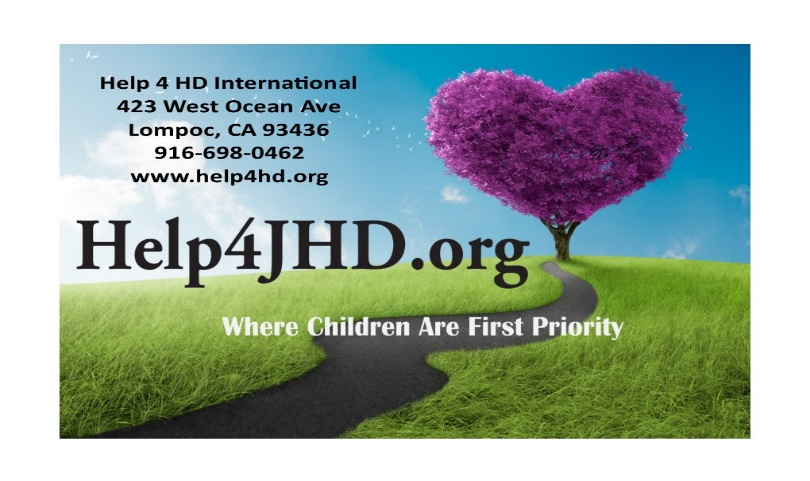 Help 4 HD International
423 West Ocean Ave
Lompoc, CA 93436
916-698-0462
www.help4hd.org
Help4JHD.org
Where Children Are First Priority